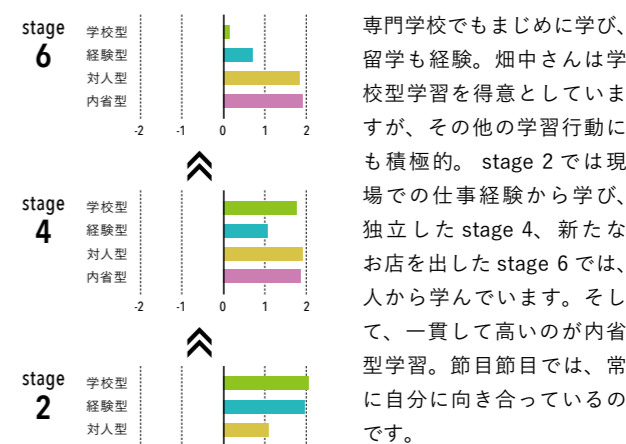 stage
6
学校型
経験型
対人型
内省型
-2 -1 0 1 2
stage
4
学校型
経験型
対人型
内省型
-2 -1 0 1 2
stage
2
学校型
経験型
対人型
専門学校でもまじめに学び、
留学も経験。畑中さんは学
校型学習を得意としていま
すが、その他の学習行動に
も積極的。 stage 2 では現
場での仕事経験から学び、
独立した stage 4、新たな
お店を出した stage 6 では、
人から学んでいます。そし
て、一貫して高いのが内省
型学習。節目節目では、常
に自分に向き合っているの
です。